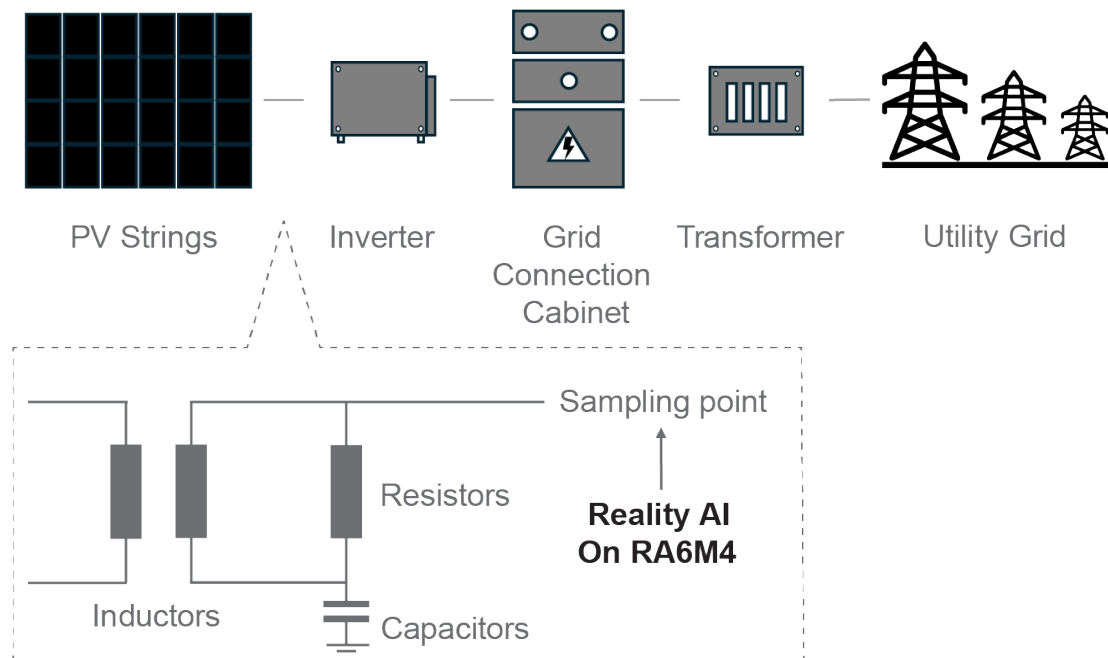 PV Strings
Inverter
Grid
Connection
Cabinet
Transformer
Utility Grid
Sampling point
Resistors
Reality AI
On RA6M4
Inductors
Capacitors